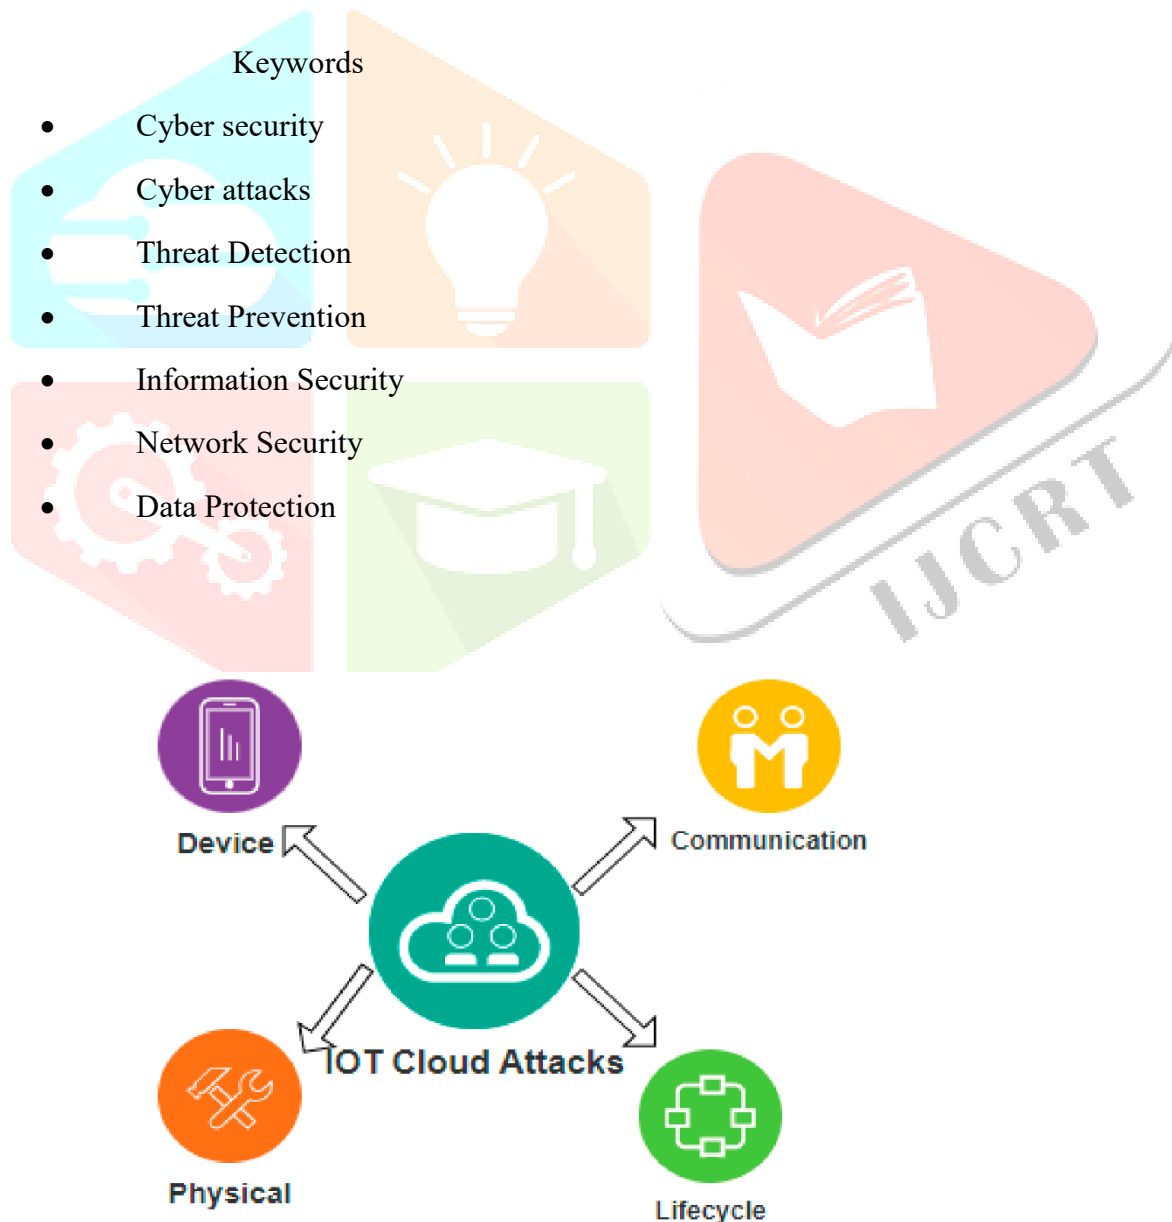 Keywords
• Cyber security
• Cyber attacks
• Threat Detection
• Threat Prevention
• Information Security
• Network Security
• Data Protection
IJCRT
Device
Communication
IOT Cloud Attacks
Physical
Lifecycle